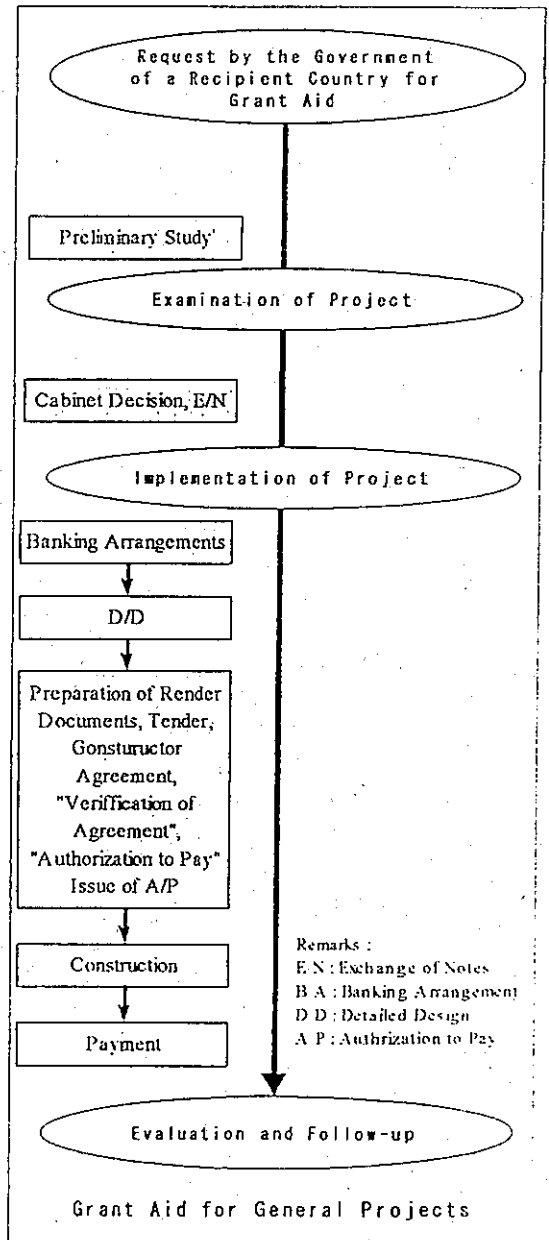 Request by the Government
of a Recipient Country for
Grant Aid
Preliminary Study'
Examination of Project
Cabinet Decision, E/N
Implementation of Project
Banking Arrangements
D/D
Preparation of Render
Documents, Tender,
Gonstuructor
Agreement,
"Veriffication of
Agreement",
"Authorization to Pay"
Issue of A/P
Construction
Payment
Remarks :
E/N : Exchange of Notes
B/A : Banking Arrangement
D/D : Detailed Design
A/P : Authrization to Pay
Evaluation and Follow-up
Grant Aid for General Projects